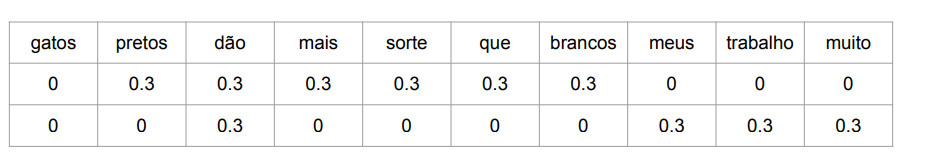 gatos pretos dão mais sorte que brancos meus trabalho muito
0 0.3 0.3 0.3 0.3 0.3 0.3 0 0 0
0 0 0.3 0 0 0 0 0.3 0.3 0.3